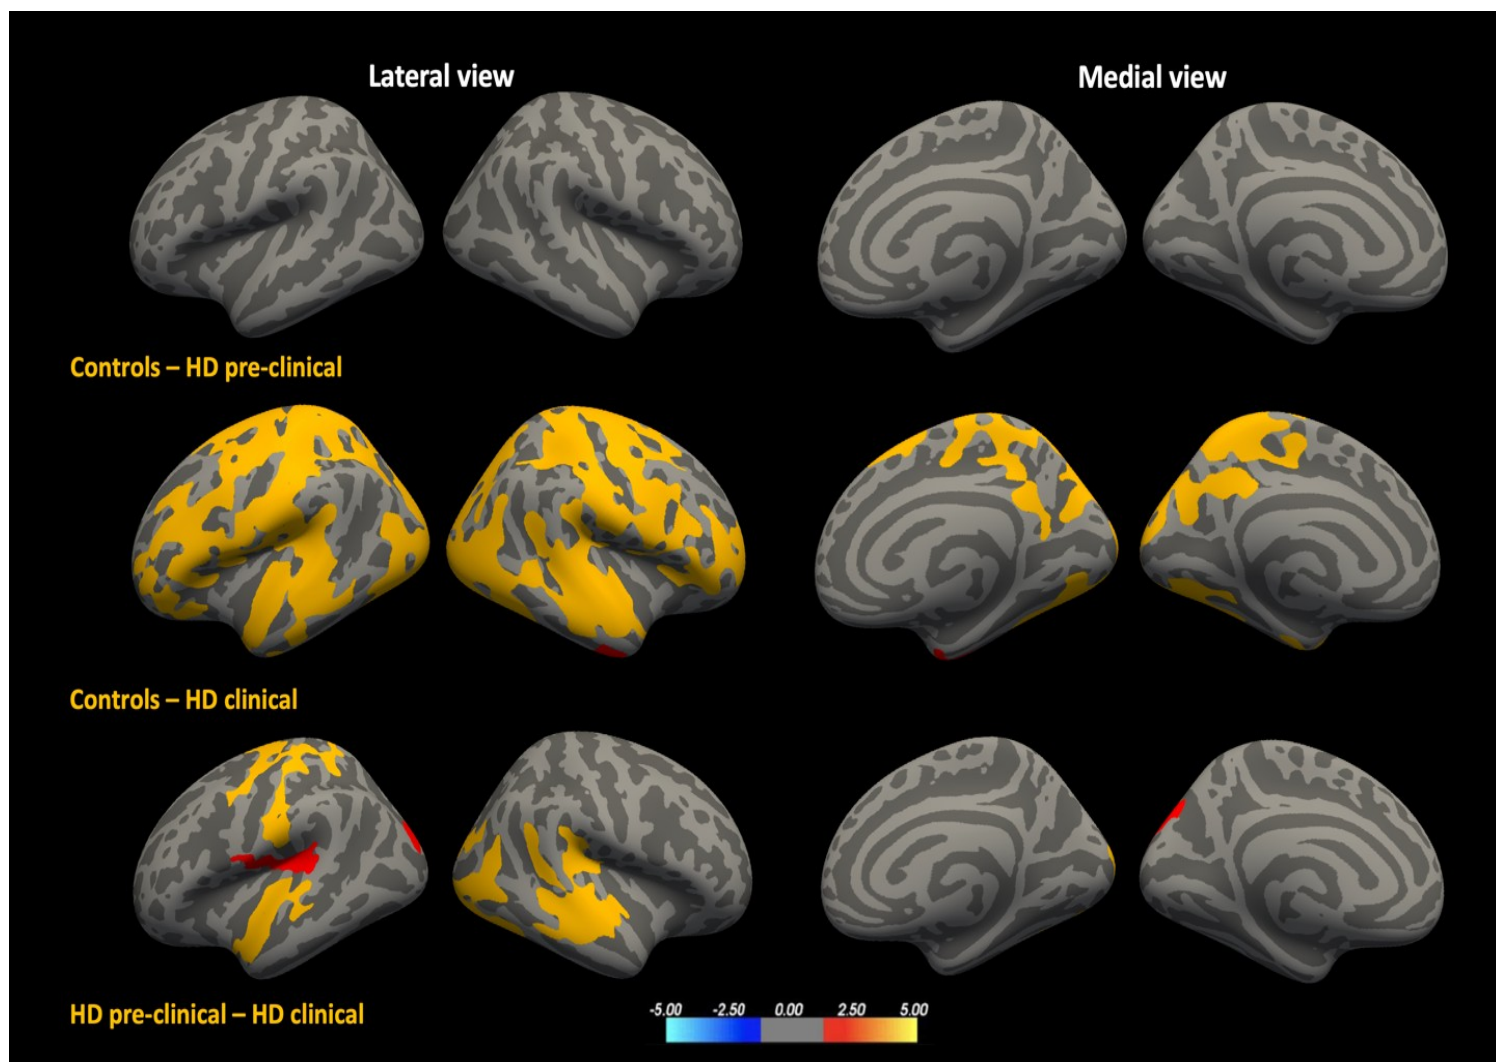 Lateral view
Medial view
Controls – HD pre-clinical
Controls – HD clinical
HD pre-clinical – HD clinical
-5.00 -2.50 0.00 2.50 5.00